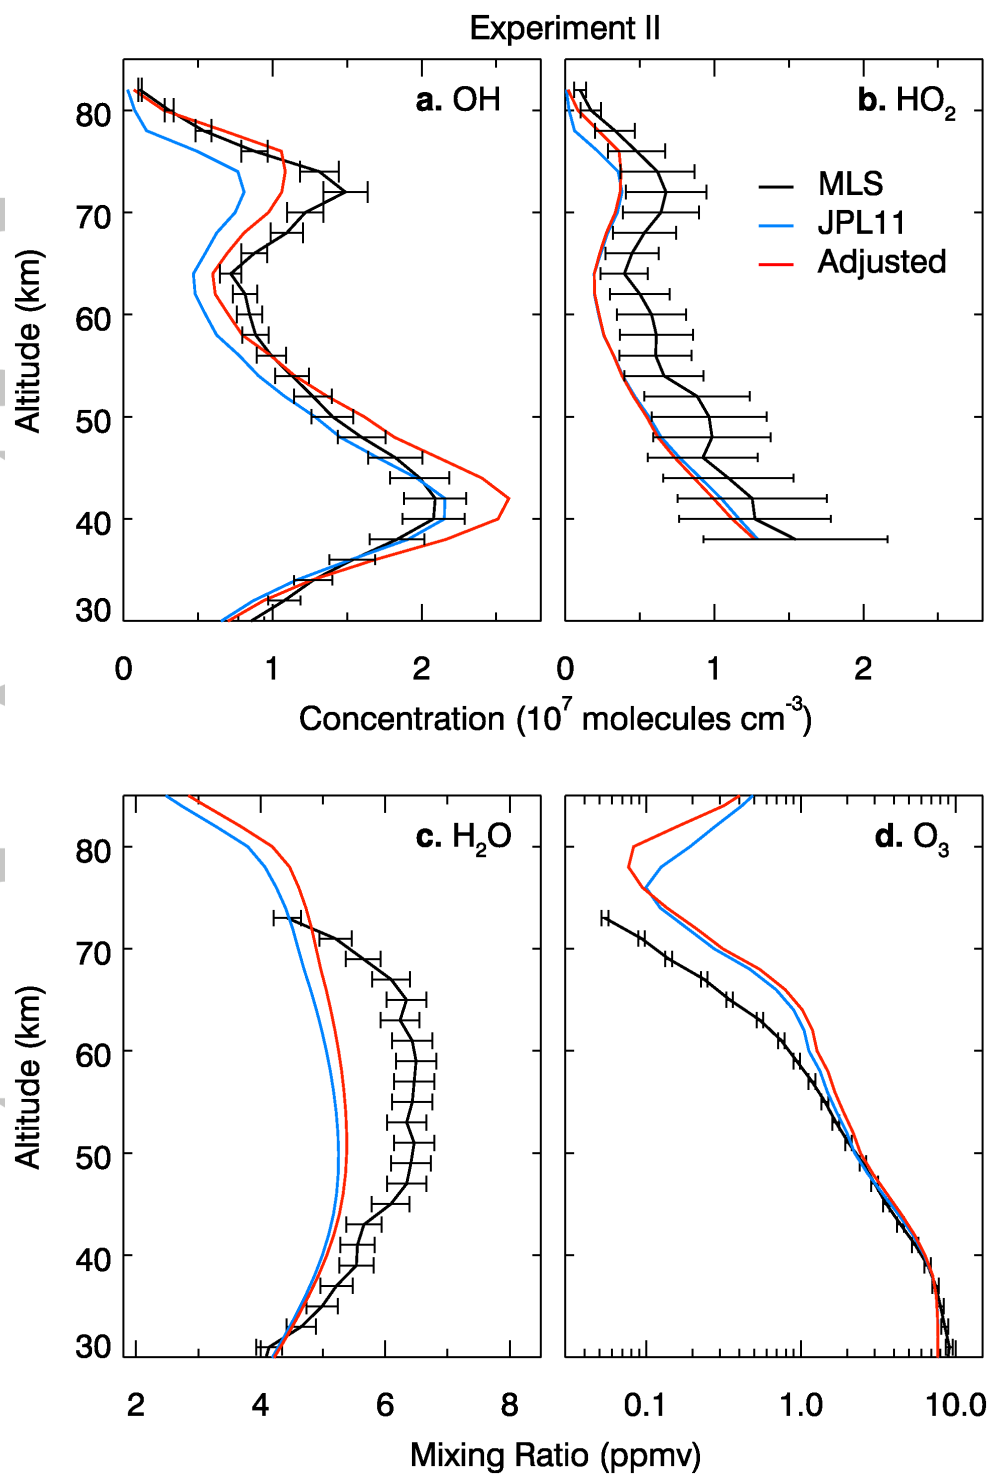 Experiment II
a. OH
b. HO2
MLS
JPL11
Adjusted
Altitude (km)
80
70
60
50
40
30
0 1 2
0 1 2
Concentration (10^7 molecules cm^-3)
c. H2O
d. O3
Altitude (km)
80
70
60
50
40
30
2 4 6 8
0.1 1.0 10.0
Mixing Ratio (ppmv)